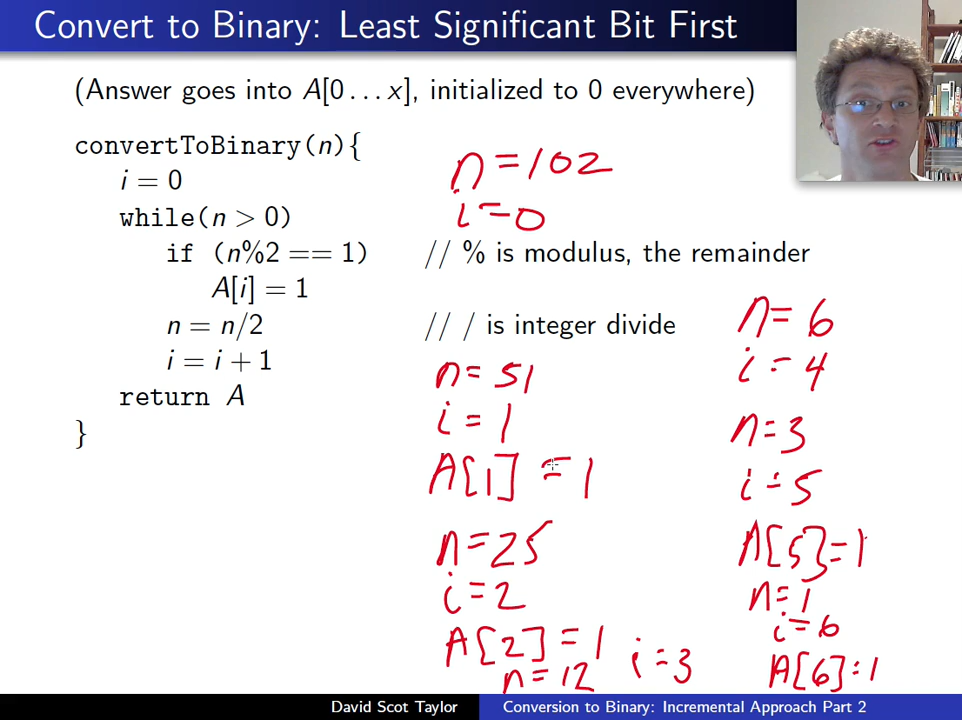 Convert to Binary: Least Significant Bit First
(Answer goes into A[0 . . . x], initialized to 0 everywhere)
convertToBinary(n){
i = 0
while(n > 0)
if (n%2 == 1) // % is modulus, the remainder
A[i] = 1
n = n/2 // / is integer divide
i = i + 1
return A
}
n = 102
i = 0
n = 51
i = 1
A[1] = 1
n = 25
i = 2
A[2] = 1
n = 12 i = 3
n = 6
i = 4
n = 3
i = 5
A[5] = 1
n = 1
i = 6
A[6] = 1
David Scot Taylor Conversion to Binary: Incremental Approach Part 2